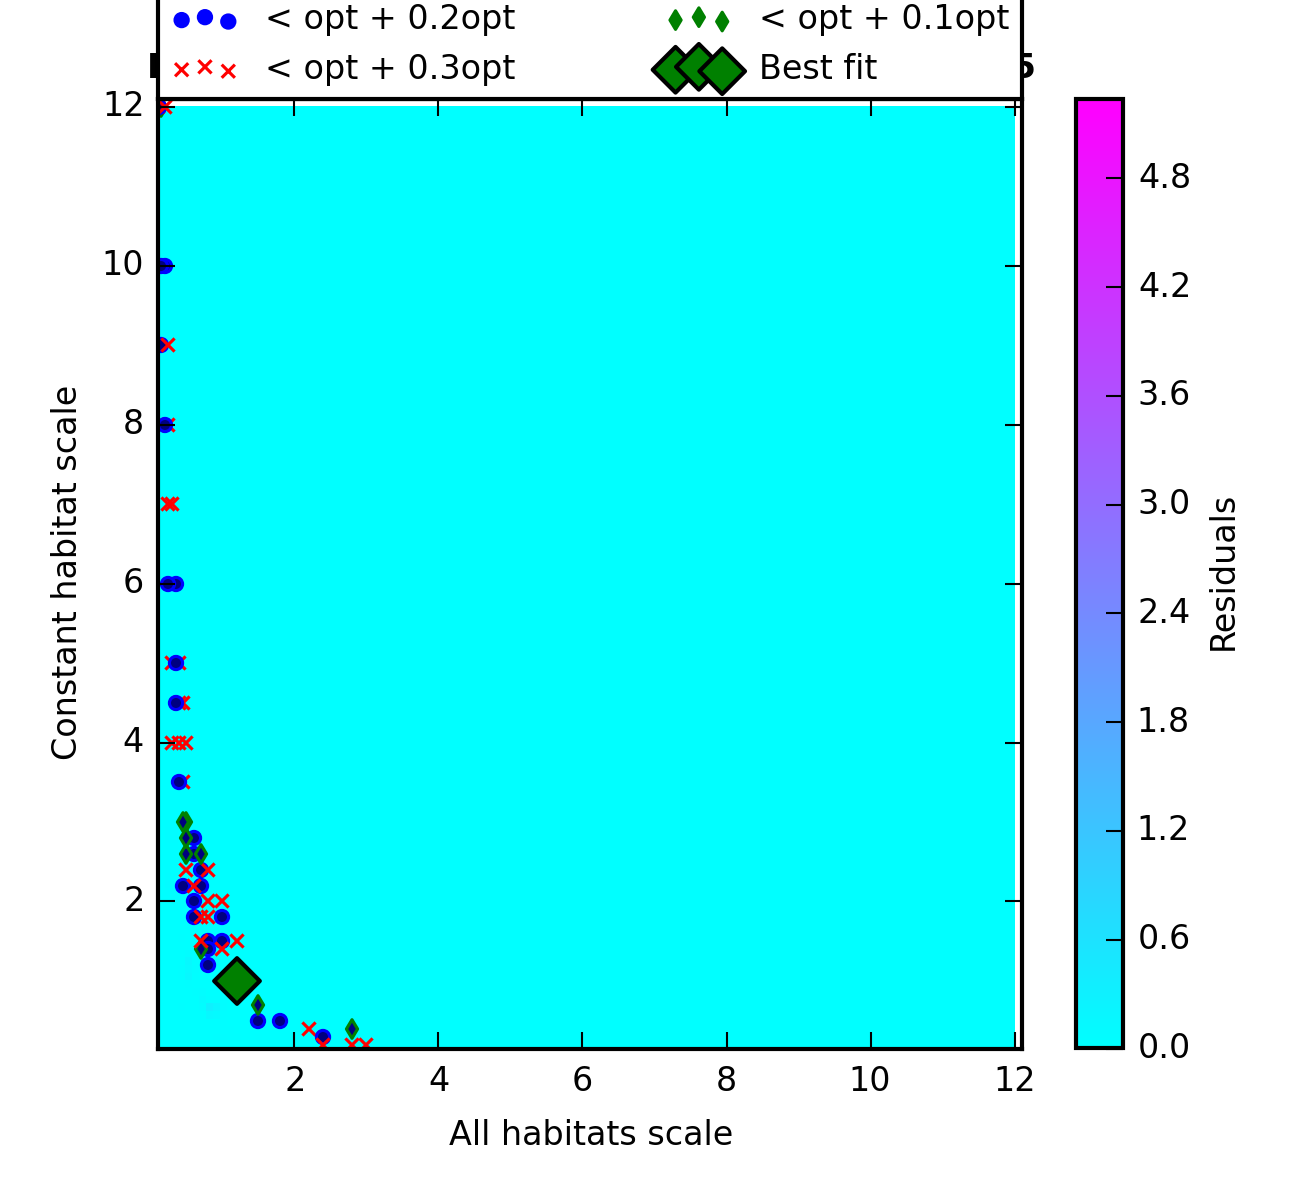 < opt + 0.2opt
< opt + 0.1opt
< opt + 0.3opt
Best fit
5
12
10
8
6
4
2
Constant habitat scale
2 4 6 8 10 12
All habitats scale
4.8
4.2
3.6
3.0
2.4
1.8
1.2
0.6
0.0
Residuals